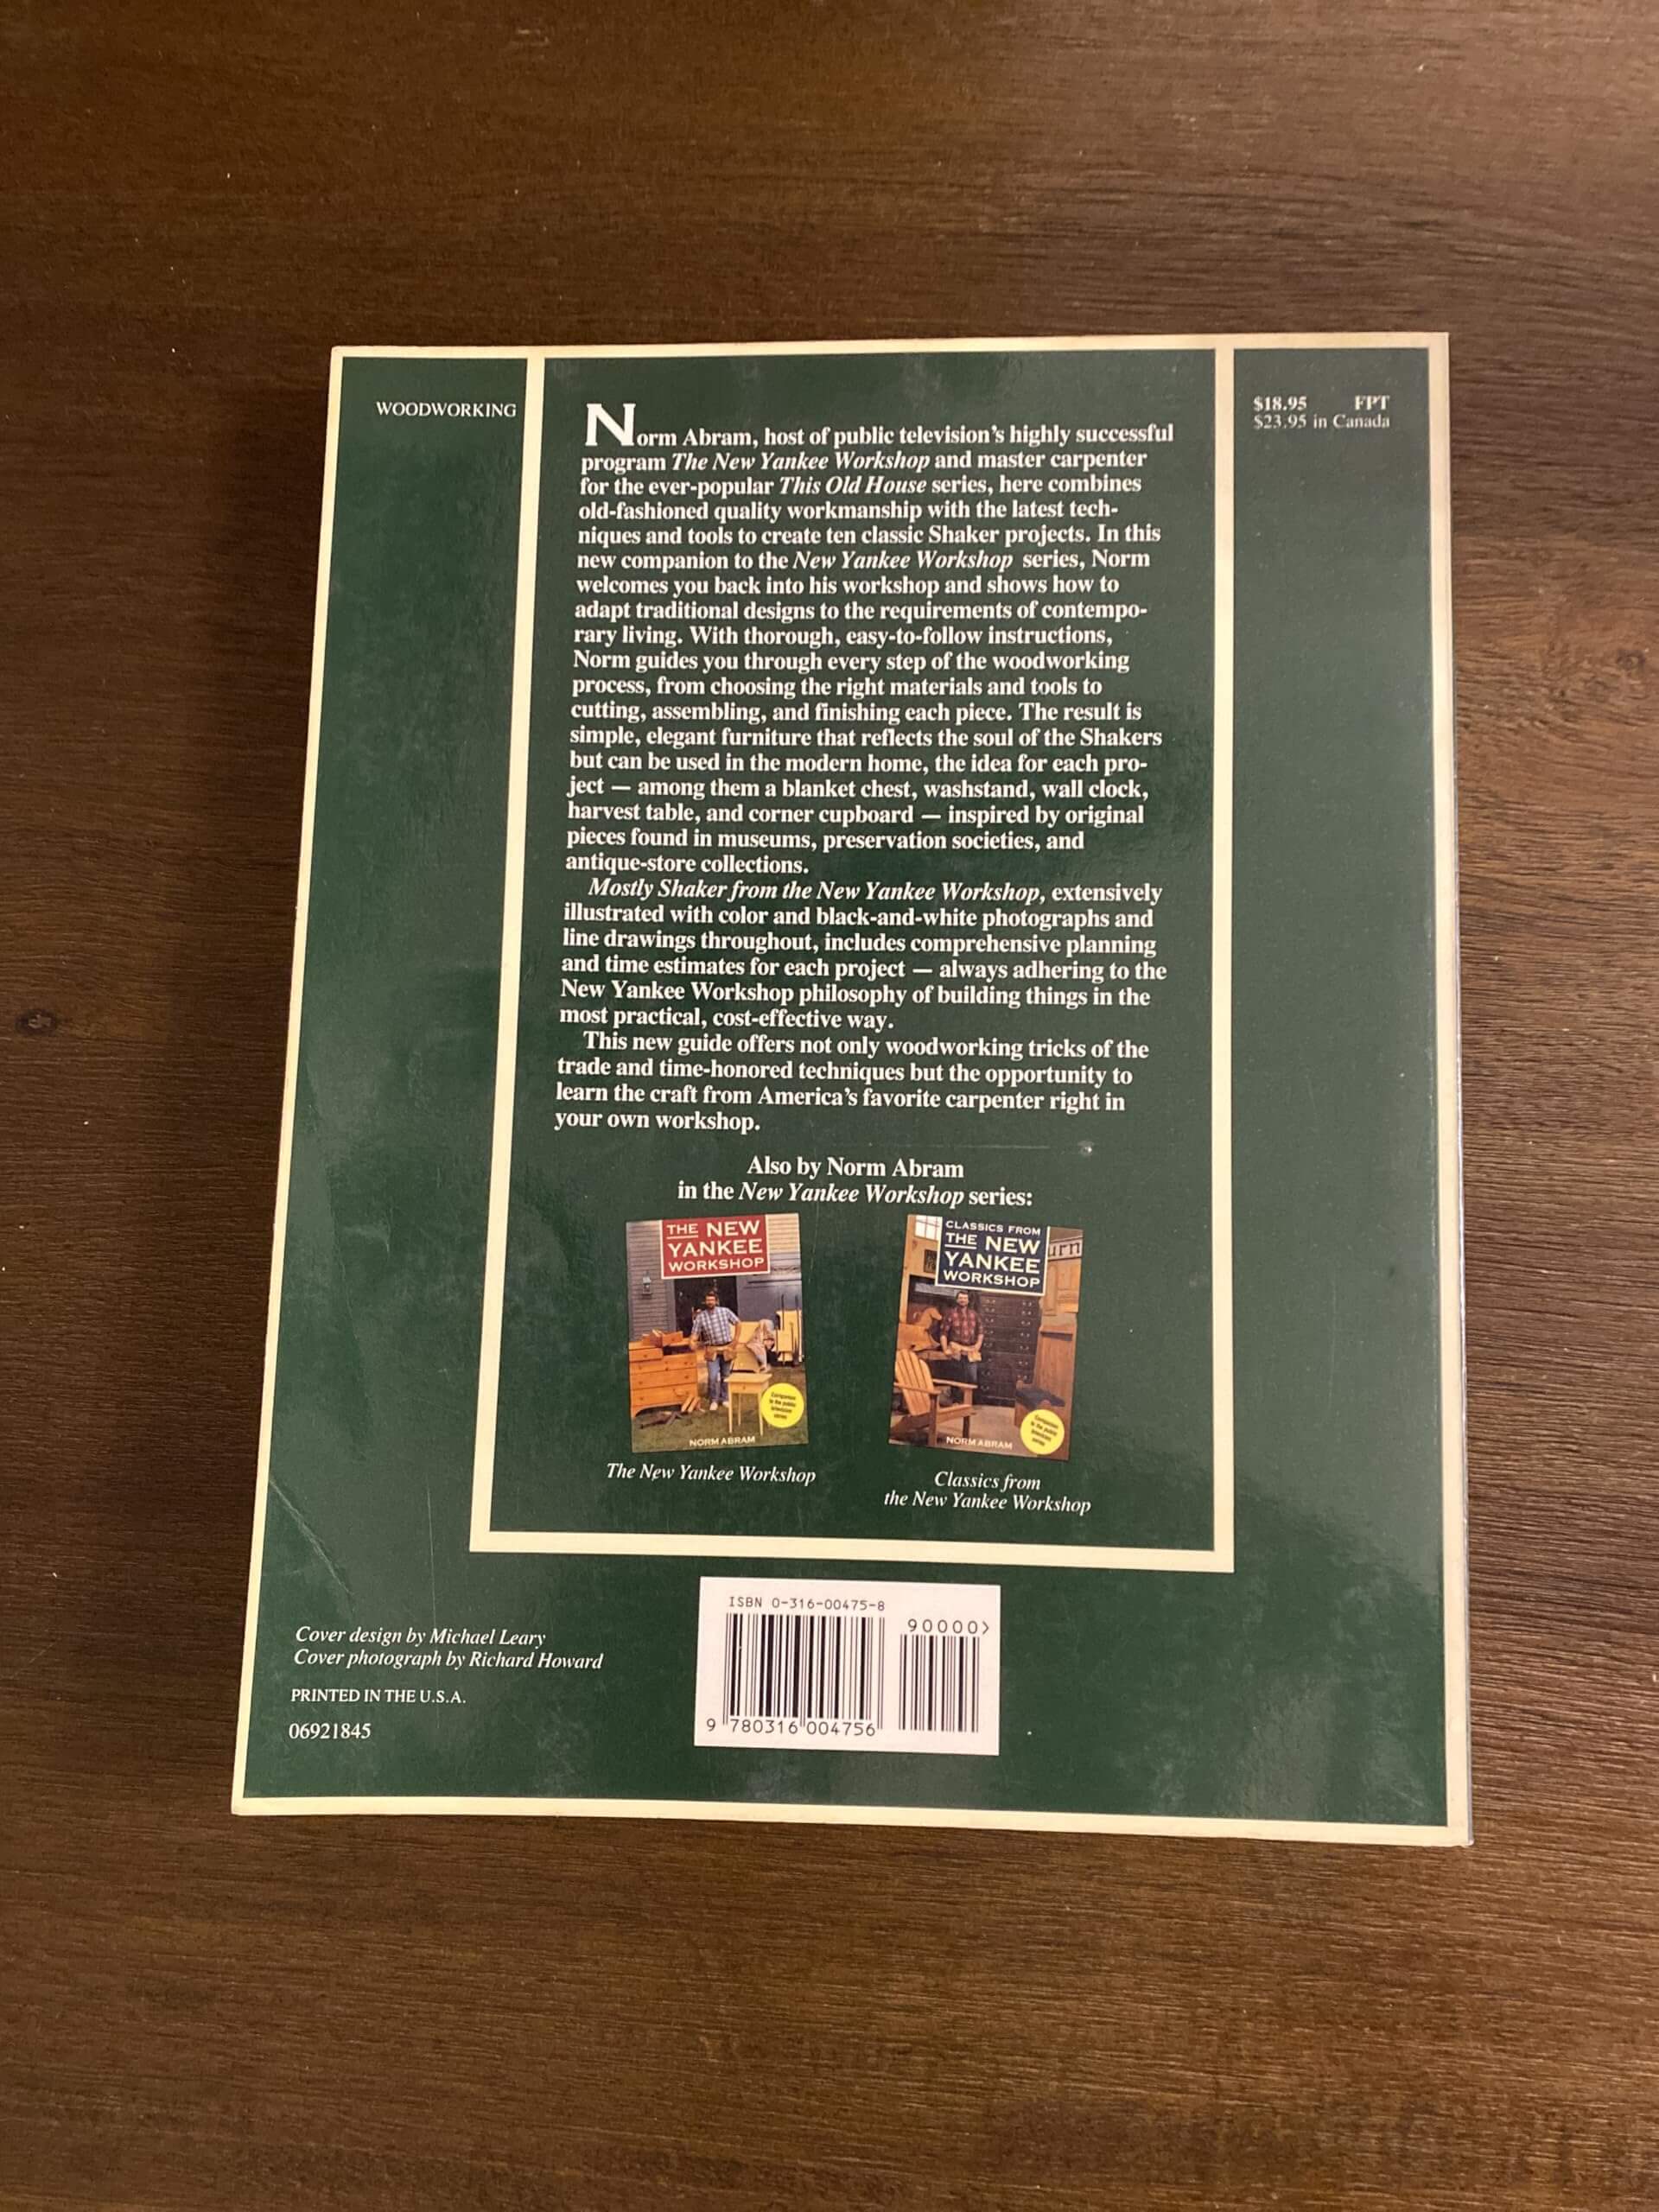 WOODWORKING
$18.95 FPT
$23.95 in Canada
Norm Abram, host of public television's highly successful
program The New Yankee Workshop and master carpenter
for the ever-popular This Old House series, here combines
old-fashioned quality workmanship with the latest tech-
niques and tools to create ten classic Shaker projects. In this
new companion to the New Yankee Workshop series, Norm
welcomes you back into his workshop and shows how to
adapt traditional designs to the requirements of contempo-
rary living. With thorough, easy-to-follow instructions,
Norm guides you through every step of the woodworking
process, from choosing the right materials and tools to
cutting, assembling, and finishing each piece. The result is
simple, elegant furniture that reflects the soul of the Shakers
but can be used in the modern home, the idea for each pro-
ject — among them a blanket chest, washstand, wall clock,
harvest table, and corner cupboard — inspired by original
pieces found in museums, preservation societies, and
antique-store collections.
Mostly Shaker from the New Yankee Workshop, extensively
illustrated with color and black-and-white photographs and
line drawings throughout, includes comprehensive planning
and time estimates for each project — always adhering to the
New Yankee Workshop philosophy of building things in the
most practical, cost-effective way.
This new guide offers not only woodworking tricks of the
trade and time-honored techniques but the opportunity to
learn the craft from America's favorite carpenter right in
your own workshop.
Also by Norm Abram
in the New Yankee Workshop series:
THE NEW
YANKEE
WORKSHOP
Companion
to the public
television
series
NORM ABRAM
The New Yankee Workshop
CLASSICS FROM
THE NEW
YANKEE
WORKSHOP
urn
Companion
to the public
television
series
NORM ABRAM
Classics from
the New Yankee Workshop
Cover design by Michael Leary
Cover photograph by Richard Howard
PRINTED IN THE U.S.A.
06921845
ISBN 0-316-00475-8
90000>
9 780316 004756